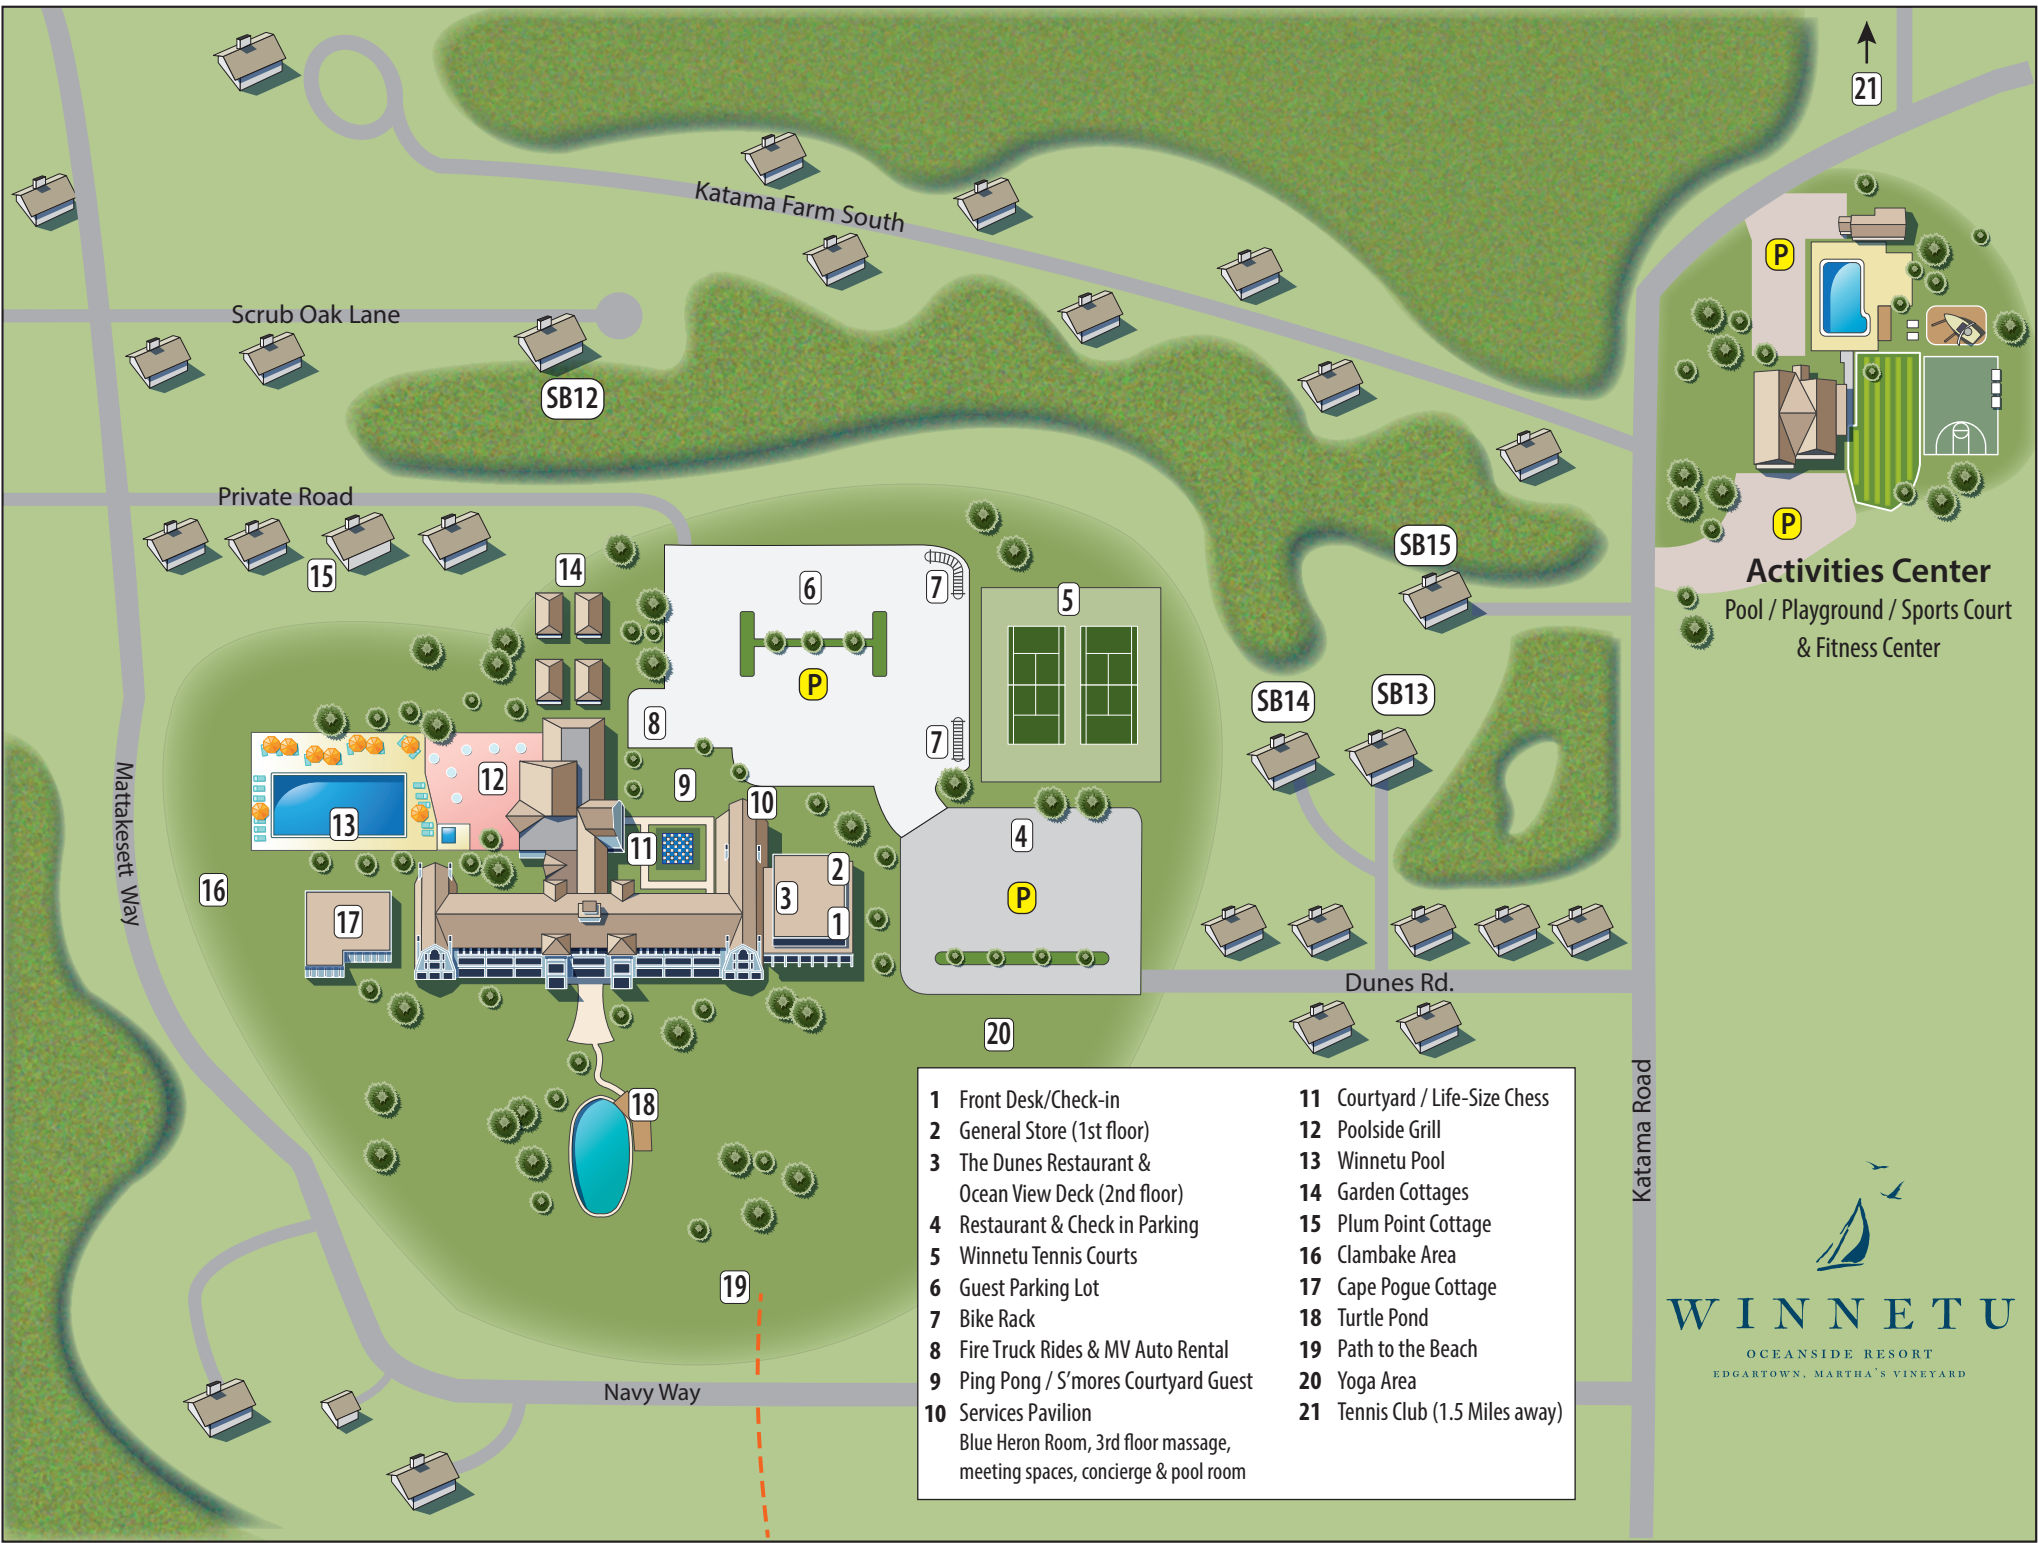 21
Katama Farm South
P
Scrub Oak Lane
SB12
Private Road
P
SB15
Activities Center
Pool / Playground / Sports Court
& Fitness Center
15
14
6
7
5
P
SB14
SB13
8
7
12
9
10
13
11
4
Mattakesett Way
16
17
2
3
1
P
Dunes Rd.
20
18
19
Navy Way
Katama Road
1 Front Desk/Check-in
2 General Store (1st floor)
3 The Dunes Restaurant &
Ocean View Deck (2nd floor)
4 Restaurant & Check in Parking
5 Winnetu Tennis Courts
6 Guest Parking Lot
7 Bike Rack
8 Fire Truck Rides & MV Auto Rental
9 Ping Pong / S’mores Courtyard Guest
10 Services Pavilion
Blue Heron Room, 3rd floor massage,
meeting spaces, concierge & pool room
11 Courtyard / Life-Size Chess
12 Poolside Grill
13 Winnetu Pool
14 Garden Cottages
15 Plum Point Cottage
16 Clambake Area
17 Cape Pogue Cottage
18 Turtle Pond
19 Path to the Beach
20 Yoga Area
21 Tennis Club (1.5 Miles away)
WINNETU
OCEANSIDE RESORT
EDGARTOWN, MARTHA'S VINEYARD